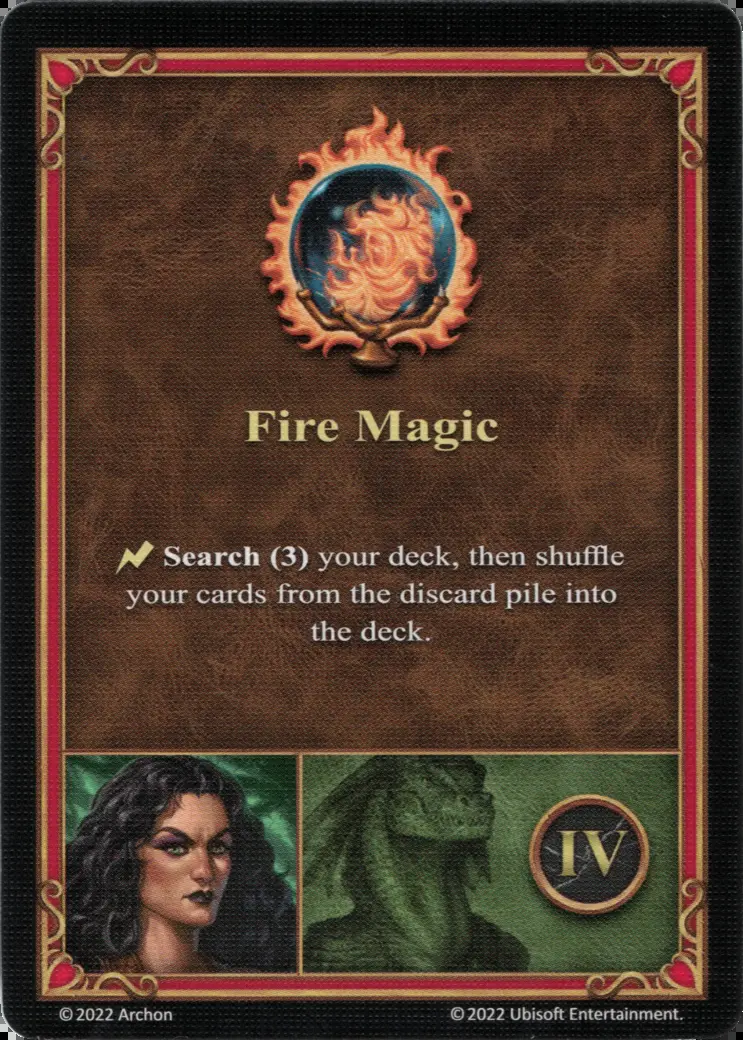 Fire Magic
Search (3) your deck, then shuffle
your cards from the discard pile into
the deck.
IV
©2022 Archon
©2022 Ubisoft Entertainment.